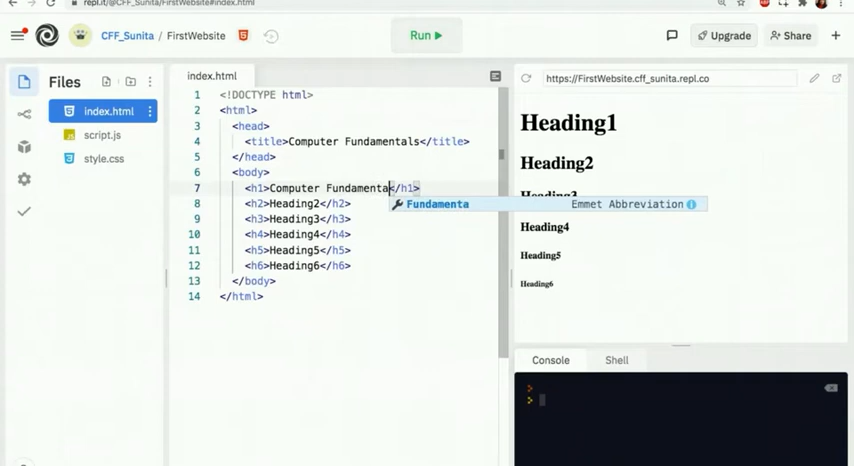 repl.it/@CFF_Sunita/FirstWebsite#index.html
CFF_Sunita / FirstWebsite
Run
Upgrade
Share
Files
index.html
script.js
style.css
index.html
1 <!DOCTYPE html>
2 <html>
3 <head>
4 <title>Computer Fundamentals</title>
5 </head>
6 <body>
7 <h1>Computer Fundamenta</h1>
8 <h2>Heading2</h2>
9 <h3>Heading3</h3>
10 <h4>Heading4</h4>
11 <h5>Heading5</h5>
12 <h6>Heading6</h6>
13 </body>
14 </html>
Fundamenta Emmet Abbreviation
https://FirstWebsite.cff_sunita.repl.co
Heading1
Heading2
Heading3
Heading4
Heading5
Heading6
Console Shell